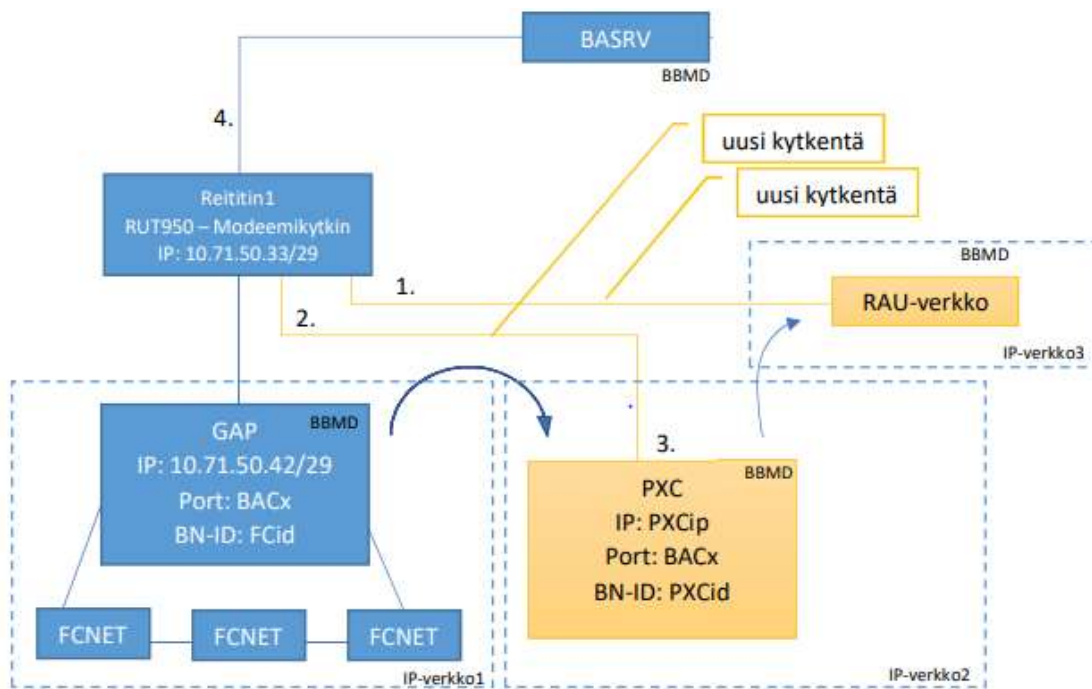 BASRV
BBMD
4.
uusi kytkentä
uusi kytkentä
Reititin1
RUT950 – Modeemikytkin
IP: 10.71.50.33/29
BBMD
1.
RAU-verkko
2.
IP-verkko3
GAP
BBMD
IP: 10.71.50.42/29
Port: BACx
BN-ID: FCid
3.
BBMD
PXC
IP: PXCip
Port: BACx
BN-ID: PXCid
FCNET
FCNET
FCNET
IP-verkko1
IP-verkko2